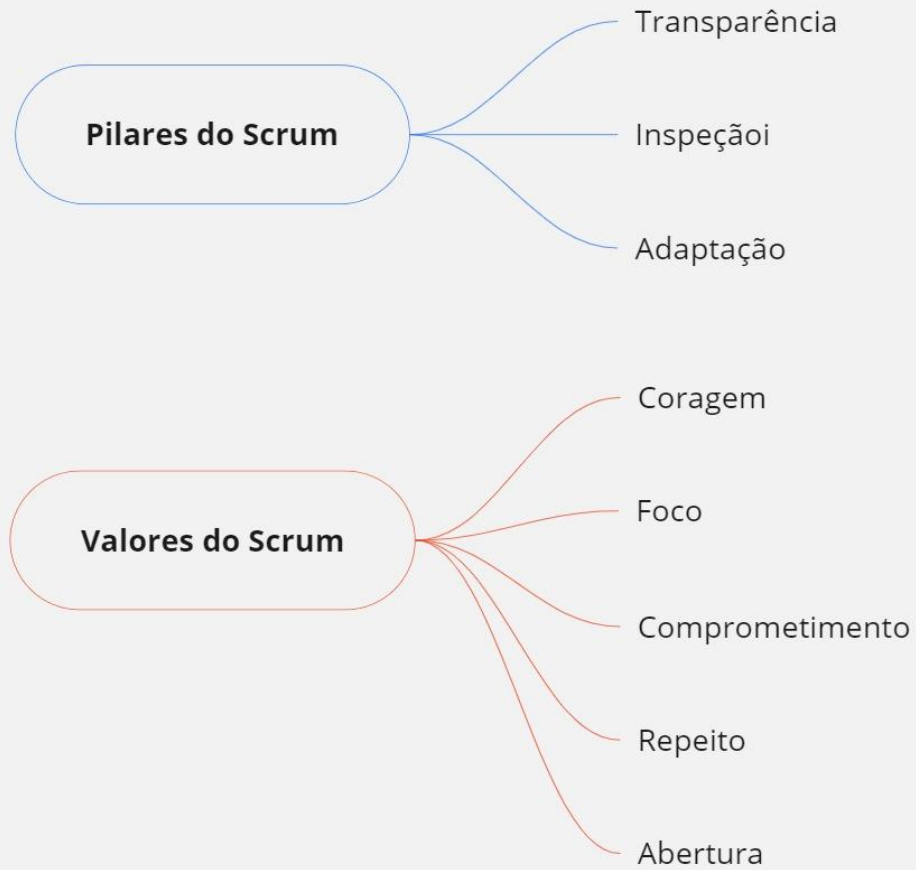 Pilares do Scrum
Transparência
Inspeçãoi
Adaptação
Valores do Scrum
Coragem
Foco
Comprometimento
Repeito
Abertura